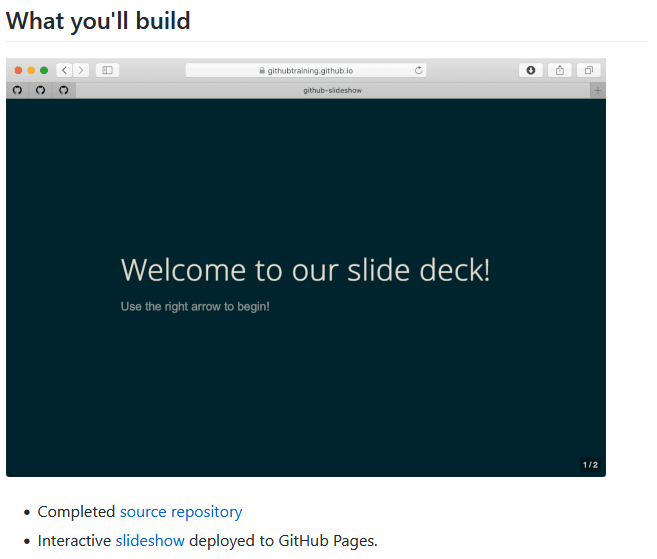 What you'll build
githubtraining.github.io
github-slideshow
Welcome to our slide deck!
Use the right arrow to begin!
1/2
Completed source repository
Interactive slideshow deployed to GitHub Pages.